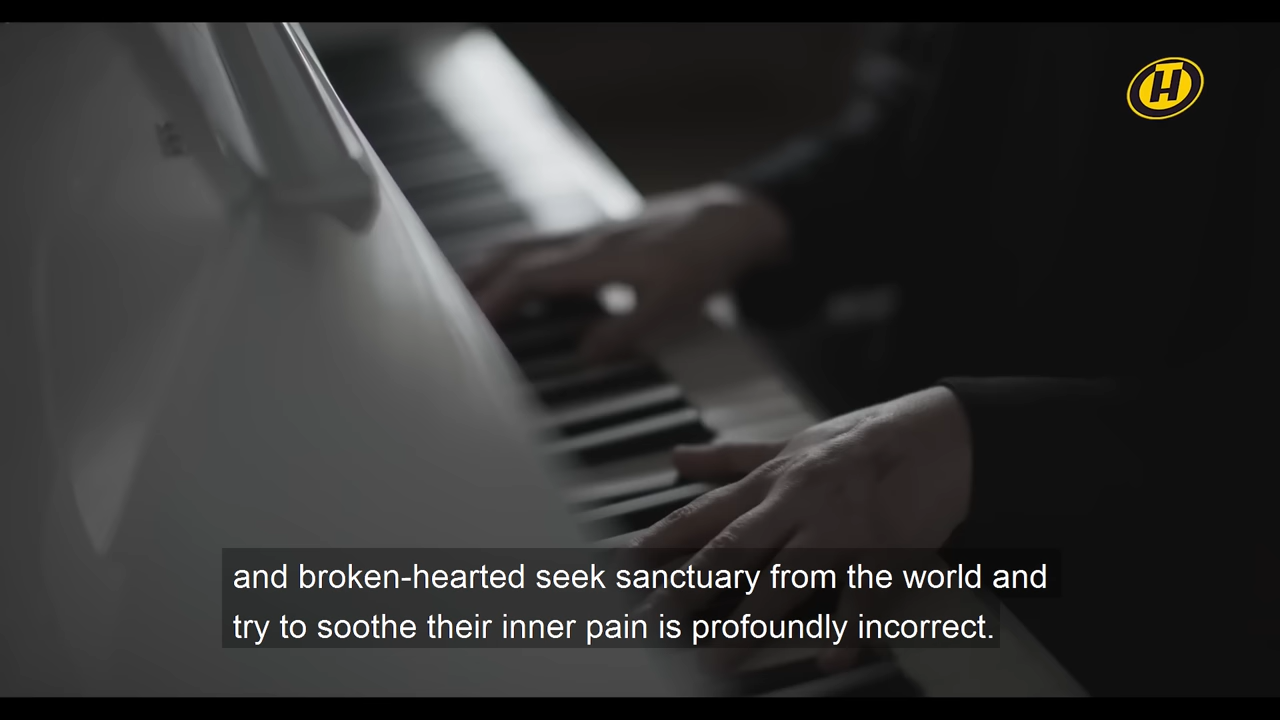 H
and broken-hearted seek sanctuary from the world and
try to soothe their inner pain is profoundly incorrect.